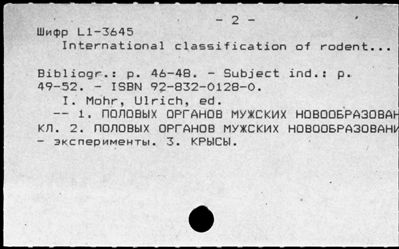 - 2 -
Шифр L1-3645
International classification of rodent...
Bibliogr.: p. 46-48. - Subject ind.: p.
49-52. - ISBN 92-832-0128-0.
I. Mohr, Ulrich, ed.
-- 1. ПОЛОВЫХ ОРГАНОВ МУЖСКИХ НОВООБРАЗОВАН
КЛ. 2. ПОЛОВЫХ ОРГАНОВ МУЖСКИХ НОВООБРАЗОВАНИ
- эксперименты. 3. КРЫСЫ.